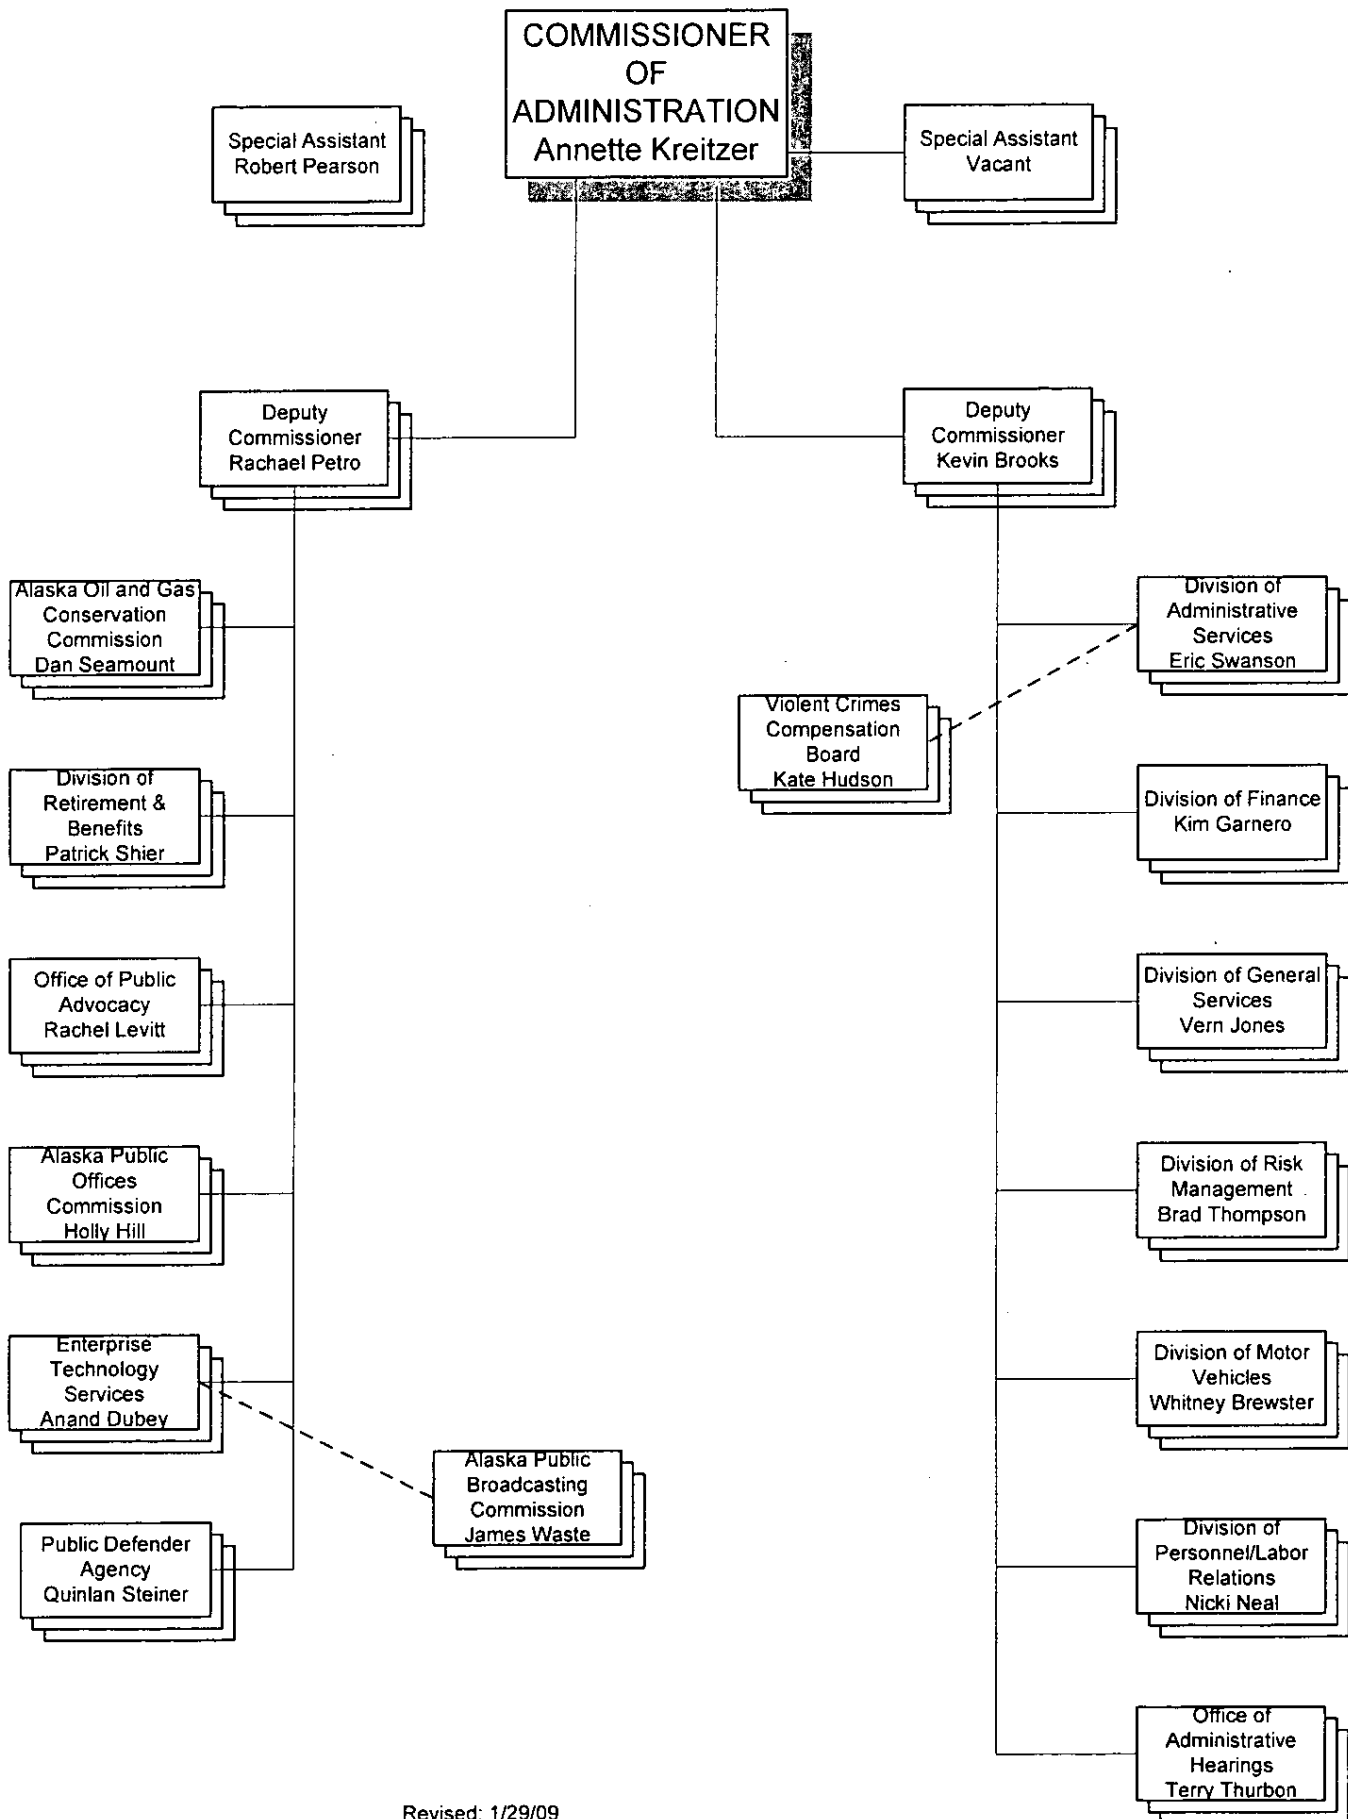 COMMISSIONER
OF
ADMINISTRATION
Annette Kreitzer
Special Assistant
Robert Pearson
Special Assistant
Vacant
Deputy
Commissioner
Rachael Petro
Deputy
Commissioner
Kevin Brooks
Alaska Oil and Gas
Conservation
Commission
Dan Seamount
Division of
Retirement &
Benefits
Patrick Shier
Office of Public
Advocacy
Rachel Levitt
Alaska Public
Offices
Commission
Holly Hill
Enterprise
Technology
Services
Anand Dubey
Alaska Public
Broadcasting
Commission
James Waste
Public Defender
Agency
Quinlan Steiner
Division of
Administrative
Services
Eric Swanson
Violent Crimes
Compensation
Board
Kate Hudson
Division of Finance
Kim Garnero
Division of General
Services
Vern Jones
Division of Risk
Management
Brad Thompson
Division of Motor
Vehicles
Whitney Brewster
Division of
Personnel/Labor
Relations
Nicki Neal
Office of
Administrative
Hearings
Terry Thurbon
Revised: 1/29/09